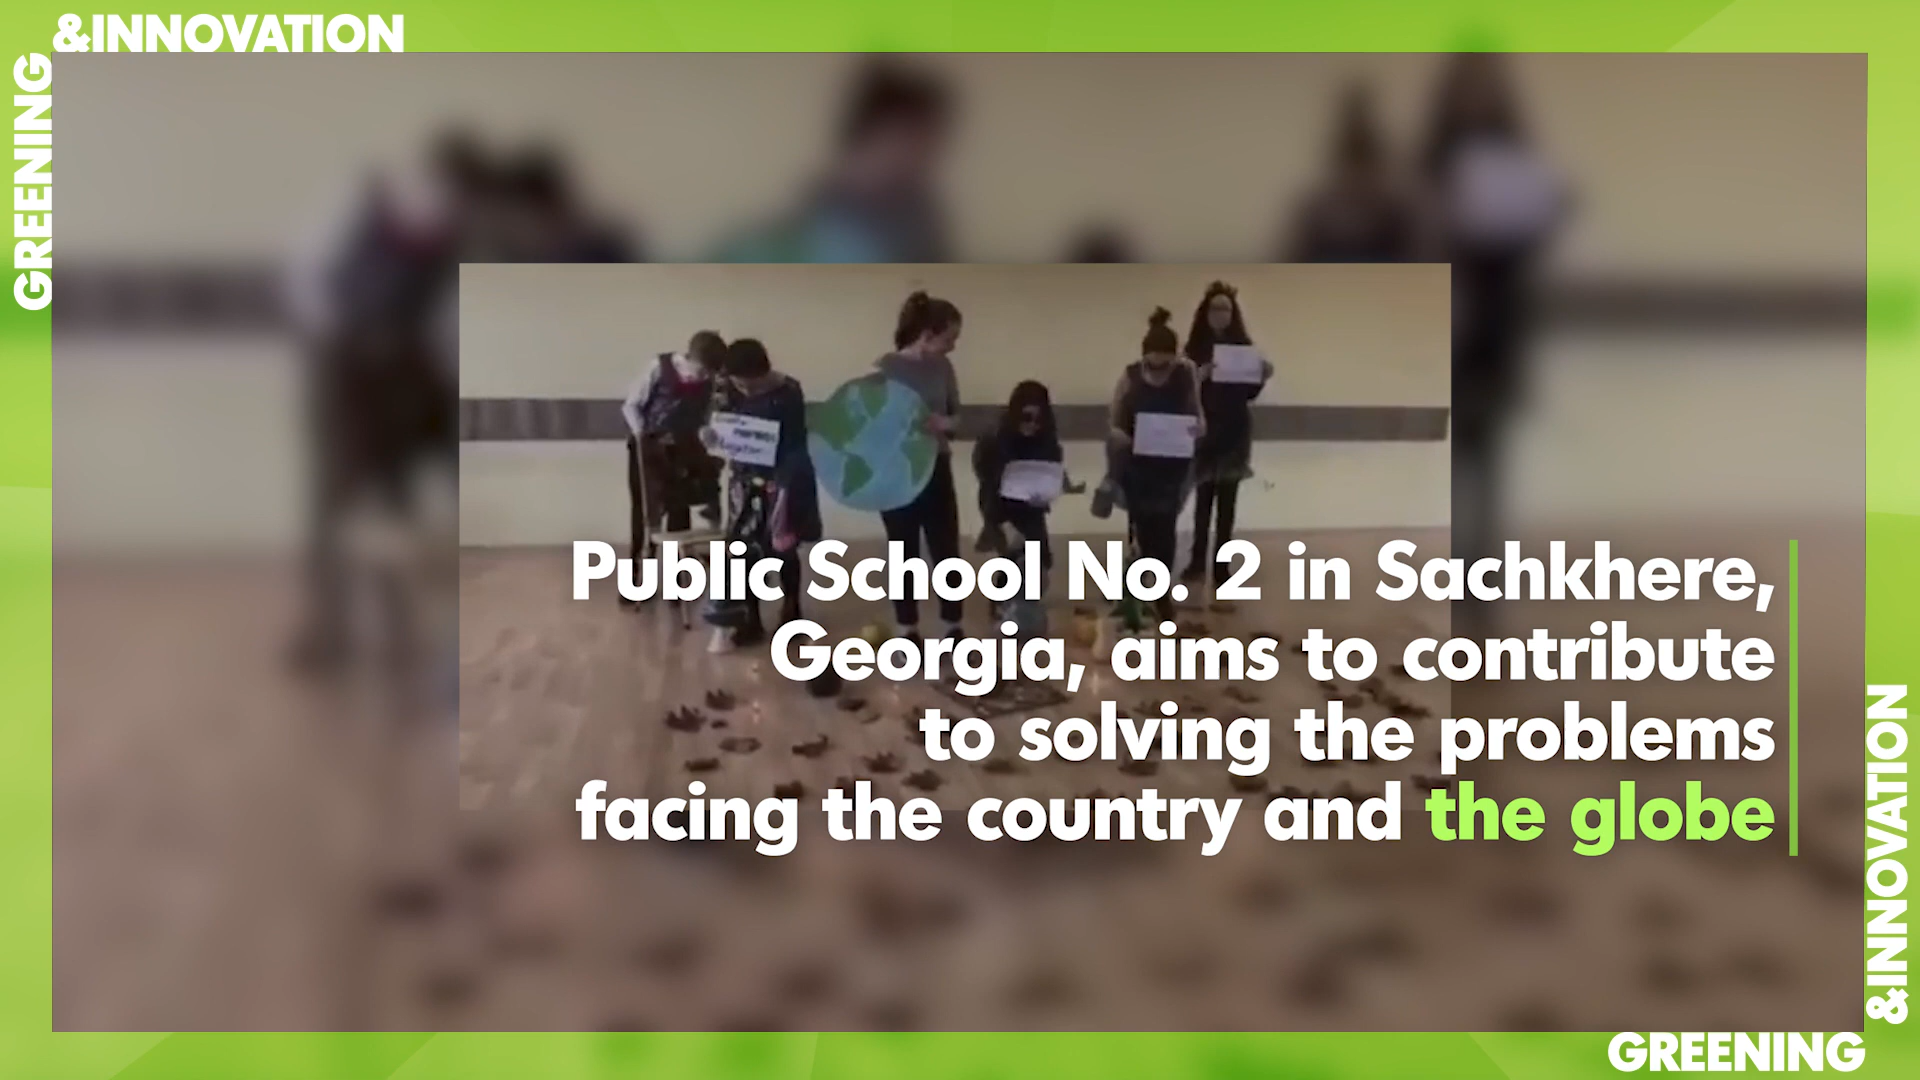 &INNOVATION
GREENING
Public School No. 2 in Sachkhere,
Georgia, aims to contribute
to solving the problems
facing the country and the globe
&INNOVATION
GREENING